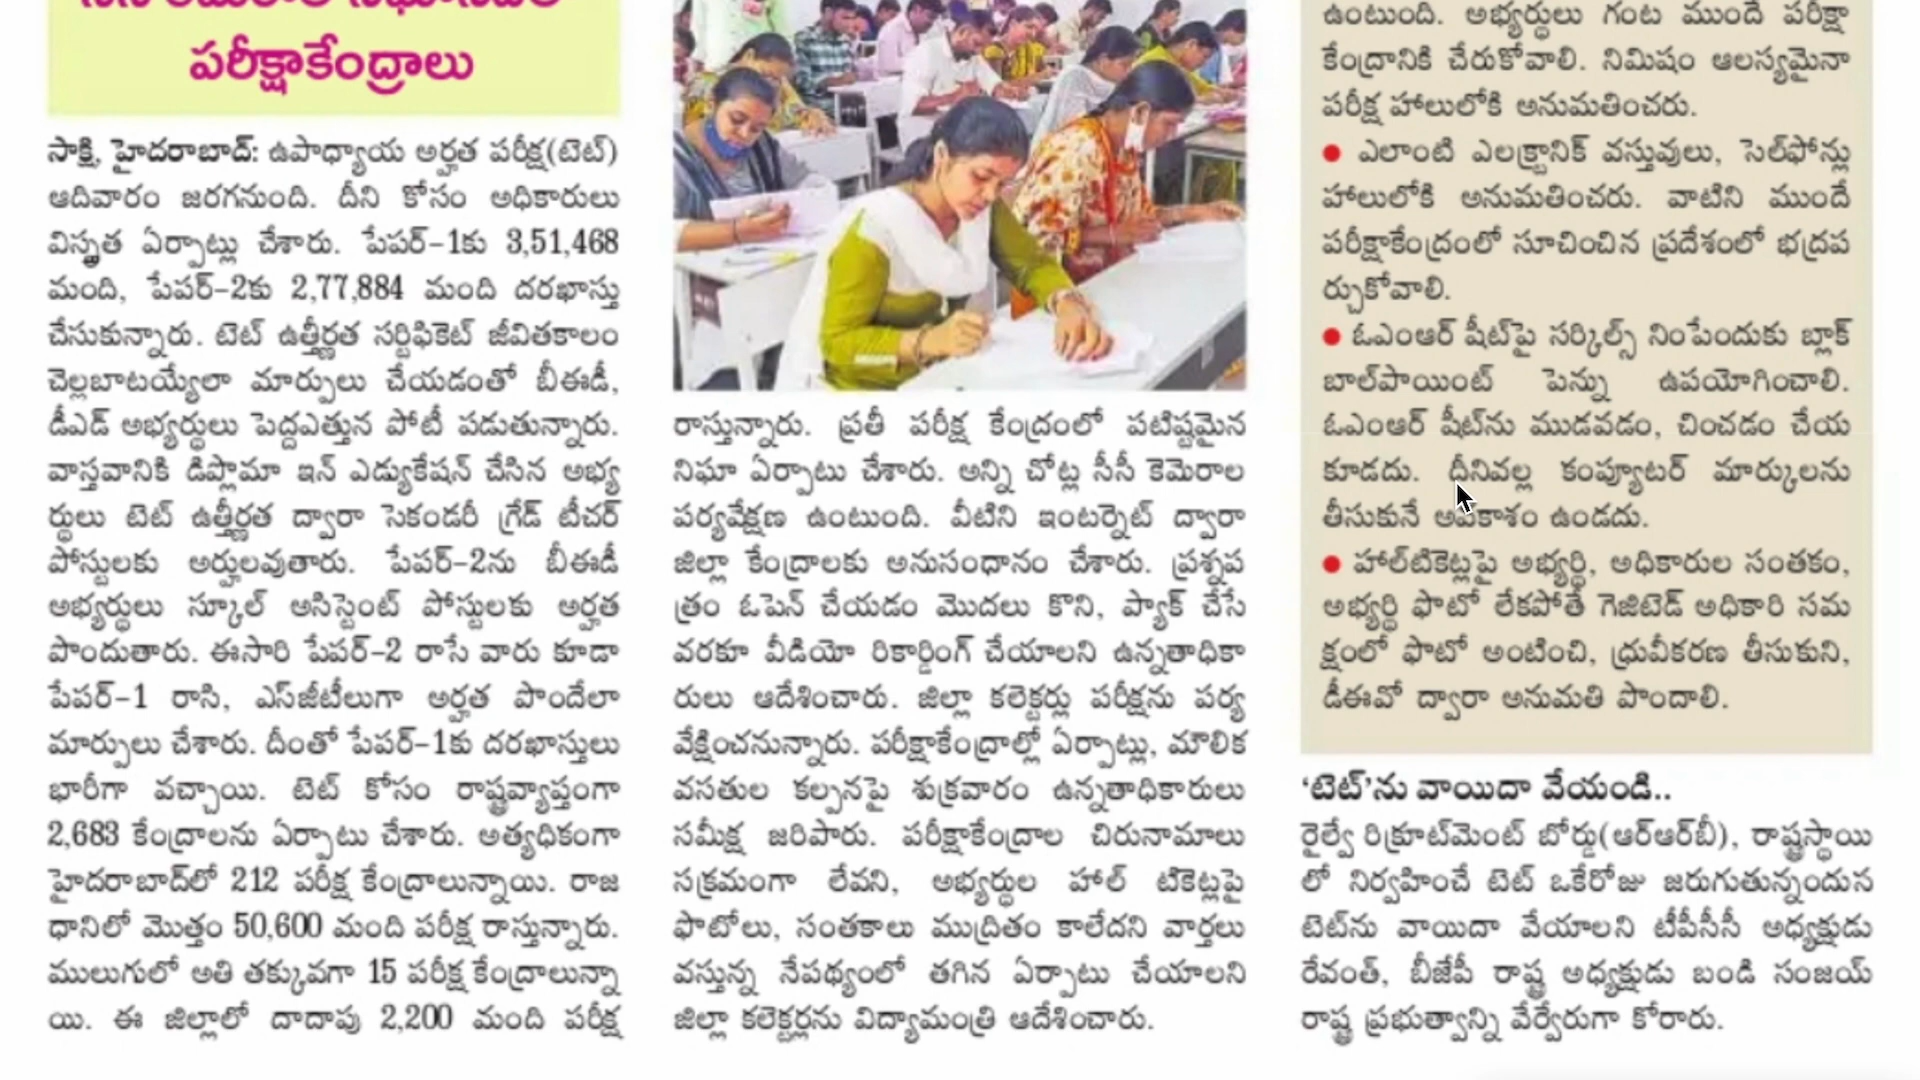 పరీక్షాకేంద్రాలు
సాక్షి, హైదరాబాద్: ఉపాధ్యాయ అర్హత పరీక్ష(టెట్)
ఆదివారం జరగనుంది. దీని కోసం అధికారులు
విస్తృత ఏర్పాట్లు చేశారు. పేపర్-1కు 3,51,468
మంది, పేపర్-2కు 2,77,884 మంది దరఖాస్తు
చేసుకున్నారు. టెట్ ఉత్తీర్ణత సర్టిఫికెట్ జీవితకాలం
చెల్లబాటయ్యేలా మార్పులు చేయడంతో బీఈడీ,
డీఎడ్ అభ్యర్థులు పెద్దఎత్తున పోటీ పడుతున్నారు.
వాస్తవానికి డిప్లొమా ఇన్ ఎడ్యుకేషన్ చేసిన అభ్య
ర్థులు టెట్ ఉత్తీర్ణత ద్వారా సెకండరీ గ్రేడ్ టీచర్
పోస్టులకు అర్హులవుతారు. పేపర్-2ను బీఈడీ
అభ్యర్థులు స్కూల్ అసిస్టెంట్ పోస్టులకు అర్హత
పొందుతారు. ఈసారి పేపర్-2 రాసే వారు కూడా
పేపర్-1 రాసి, ఎస్‌జీటీలుగా అర్హత పొందేలా
మార్పులు చేశారు. దీంతో పేపర్-1కు దరఖాస్తులు
భారీగా వచ్చాయి. టెట్ కోసం రాష్ట్రవ్యాప్తంగా
2,683 కేంద్రాలను ఏర్పాటు చేశారు. అత్యధికంగా
హైదరాబాద్‌లో 212 పరీక్ష కేంద్రాలున్నాయి. రాజ
ధానిలో మొత్తం 50,600 మంది పరీక్ష రాస్తున్నారు.
ములుగులో అతి తక్కువగా 15 పరీక్ష కేంద్రాలున్నా
యి. ఈ జిల్లాలో దాదాపు 2,200 మంది పరీక్ష
రాస్తున్నారు. ప్రతీ పరీక్ష కేంద్రంలో పటిష్టమైన
నిఘా ఏర్పాటు చేశారు. అన్ని చోట్ల సీసీ కెమెరాల
పర్యవేక్షణ ఉంటుంది. వీటిని ఇంటర్నెట్ ద్వారా
జిల్లా కేంద్రాలకు అనుసంధానం చేశారు. ప్రశ్నప
త్రం ఓపెన్ చేయడం మొదలు కొని, ప్యాక్ చేసే
వరకూ వీడియో రికార్డింగ్ చేయాలని ఉన్నతాధికా
రులు ఆదేశించారు. జిల్లా కలెక్టర్లు పరీక్షను పర్య
వేక్షించనున్నారు. పరీక్షాకేంద్రాల్లో ఏర్పాట్లు, మౌలిక
వసతుల కల్పనపై శుక్రవారం ఉన్నతాధికారులు
సమీక్ష జరిపారు. పరీక్షాకేంద్రాల చిరునామాలు
సక్రమంగా లేవని, అభ్యర్థుల హాల్ టికెట్లపై
ఫొటోలు, సంతకాలు ముద్రితం కాలేదని వార్తలు
వస్తున్న నేపథ్యంలో తగిన ఏర్పాటు చేయాలని
జిల్లా కలెక్టర్లను విద్యామంత్రి ఆదేశించారు.
ఉంటుంది. అభ్యర్థులు గంట ముందే పరీక్షా
కేంద్రానికి చేరుకోవాలి. నిమిషం ఆలస్యమైనా
పరీక్ష హాలులోకి అనుమతించరు.
● ఎలాంటి ఎలక్ట్రానిక్ వస్తువులు, సెల్‌ఫోన్లు
హాలులోకి అనుమతించరు. వాటిని ముందే
పరీక్షాకేంద్రంలో సూచించిన ప్రదేశంలో భద్రప
ర్చుకోవాలి.
● ఓఎంఆర్ షీట్‌పై సర్కిల్స్ నింపేందుకు బ్లాక్
బాల్‌పాయింట్ పెన్ను ఉపయోగించాలి.
ఓఎంఆర్ షీట్‌ను ముడవడం, చించడం చేయ
కూడదు. దీనివల్ల కంప్యూటర్ మార్కులను
తీసుకునే అవకాశం ఉండదు.
● హాల్‌టికెట్లపై అభ్యర్థి, అధికారుల సంతకం,
అభ్యర్థి ఫొటో లేకపోతే గెజిటెడ్ అధికారి సమ
క్షంలో ఫొటో అంటించి, ధ్రువీకరణ తీసుకుని,
డీఈవో ద్వారా అనుమతి పొందాలి.
‘టెట్’ను వాయిదా వేయండి..
రైల్వే రిక్రూట్‌మెంట్ బోర్డు(ఆర్ఆర్‌బీ), రాష్ట్రస్థాయి
లో నిర్వహించే టెట్ ఒకేరోజు జరుగుతున్నందున
టెట్‌ను వాయిదా వేయాలని టీపీసీసీ అధ్యక్షుడు
రేవంత్, బీజేపీ రాష్ట్ర అధ్యక్షుడు బండి సంజయ్
రాష్ట్ర ప్రభుత్వాన్ని వేర్వేరుగా కోరారు.